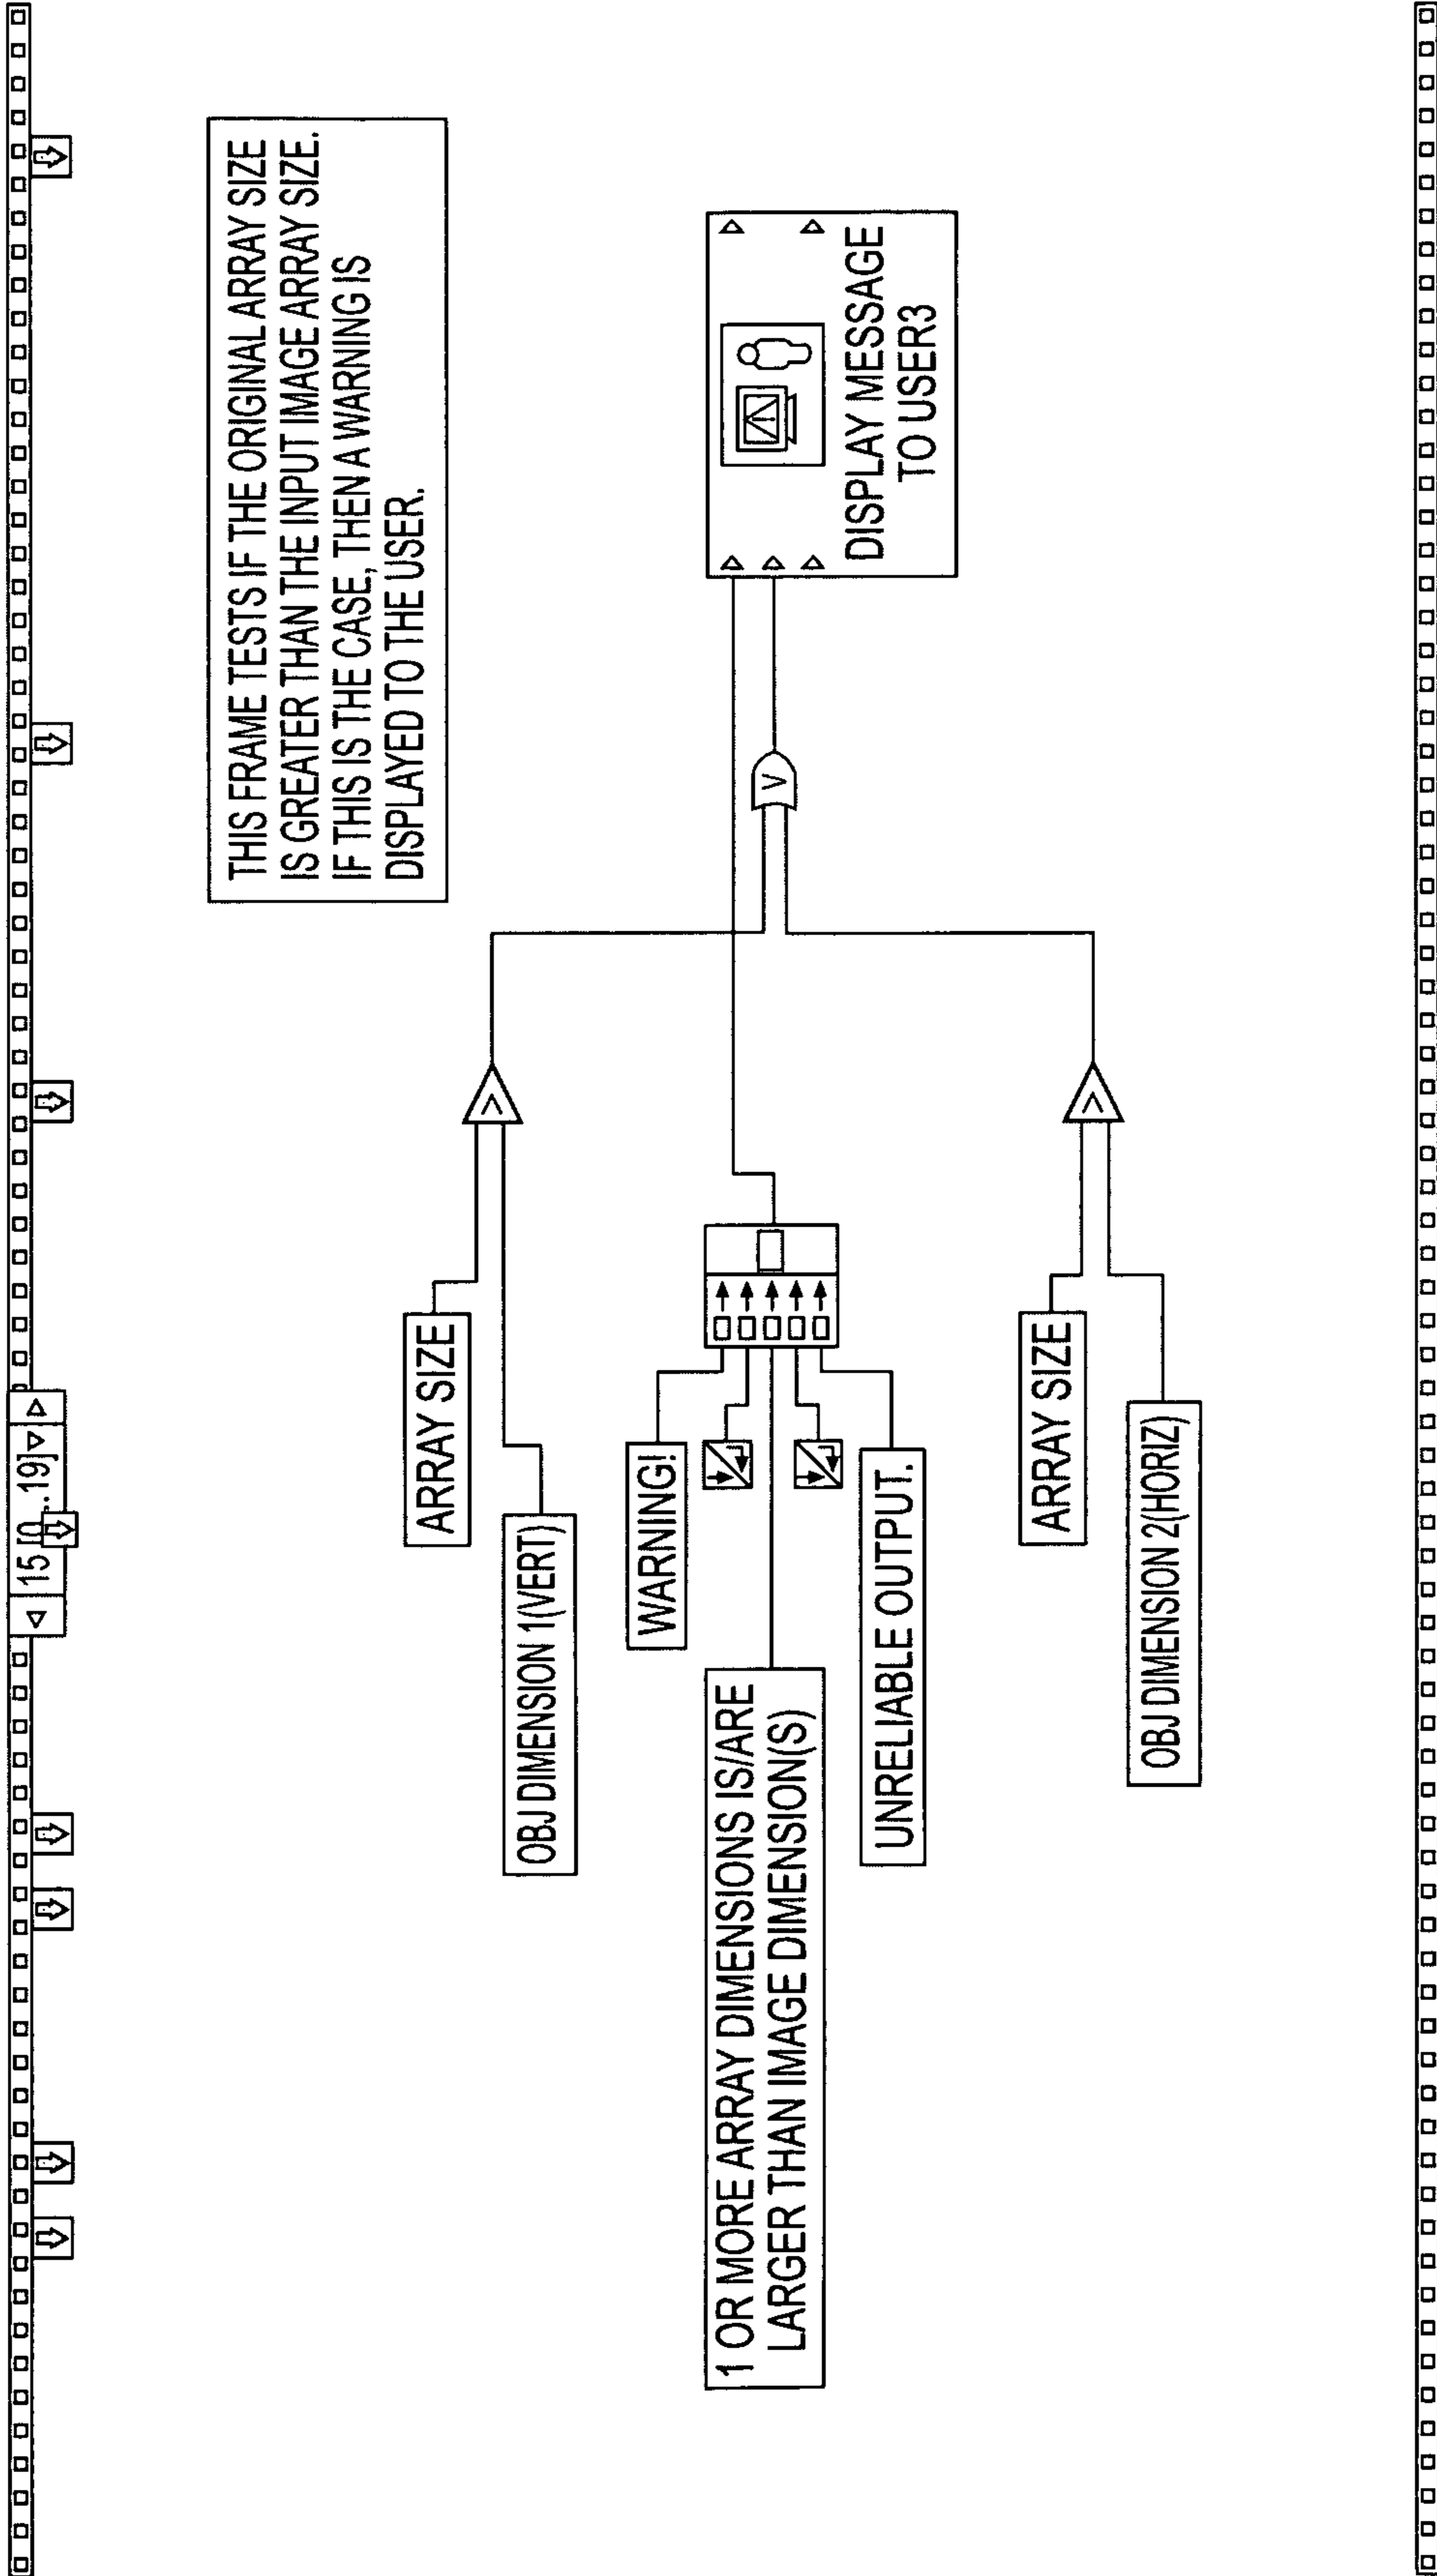 15 [0..19]
THIS FRAME TESTS IF THE ORIGINAL ARRAY SIZE
IS GREATER THAN THE INPUT IMAGE ARRAY SIZE.
IF THIS IS THE CASE, THEN A WARNING IS
DISPLAYED TO THE USER.
ARRAY SIZE
OBJ DIMENSION 1(VERT)
WARNING!
1 OR MORE ARRAY DIMENSIONS IS/ARE
LARGER THAN IMAGE DIMENSION(S)
UNRELIABLE OUTPUT.
DISPLAY MESSAGE
TO USER3
ARRAY SIZE
OBJ DIMENSION 2(HORIZ)